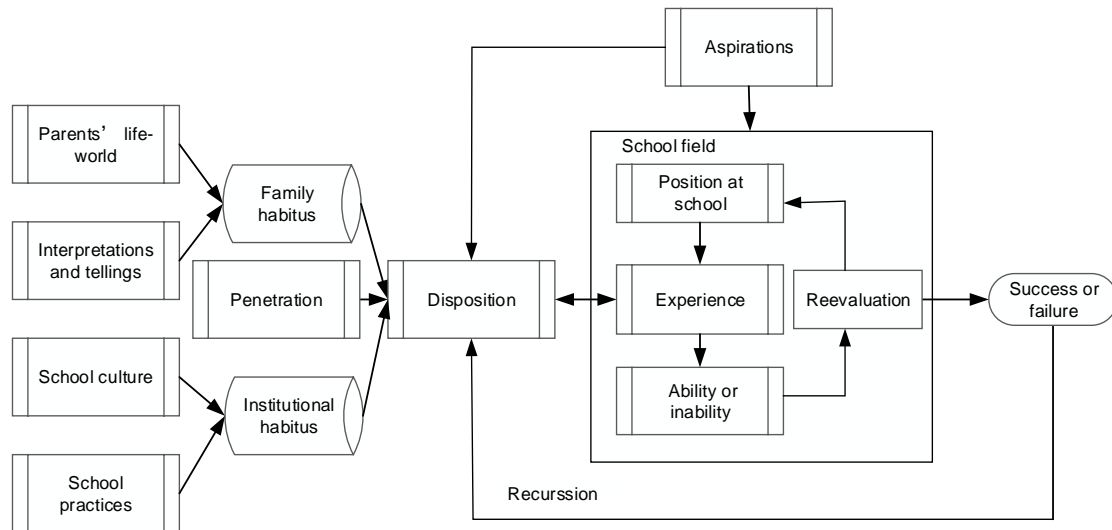 Aspirations
Parents’ life-
world
School field
Position at
school
Family
habitus
Interpretations
and tellings
Penetration
Disposition
Experience
Reevaluation
Success or
failure
School culture
Institutional
habitus
Ability or
inability
School
practices
Recurssion